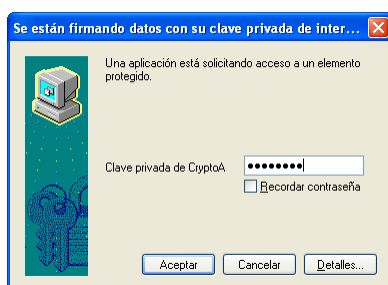 Se están firmando datos con su clave privada de inter...
Una aplicación está solicitando acceso a un elemento
protegido.
Clave privada de CryptoA
••••••••
Recordar contraseña
Aceptar
Cancelar
Detalles...